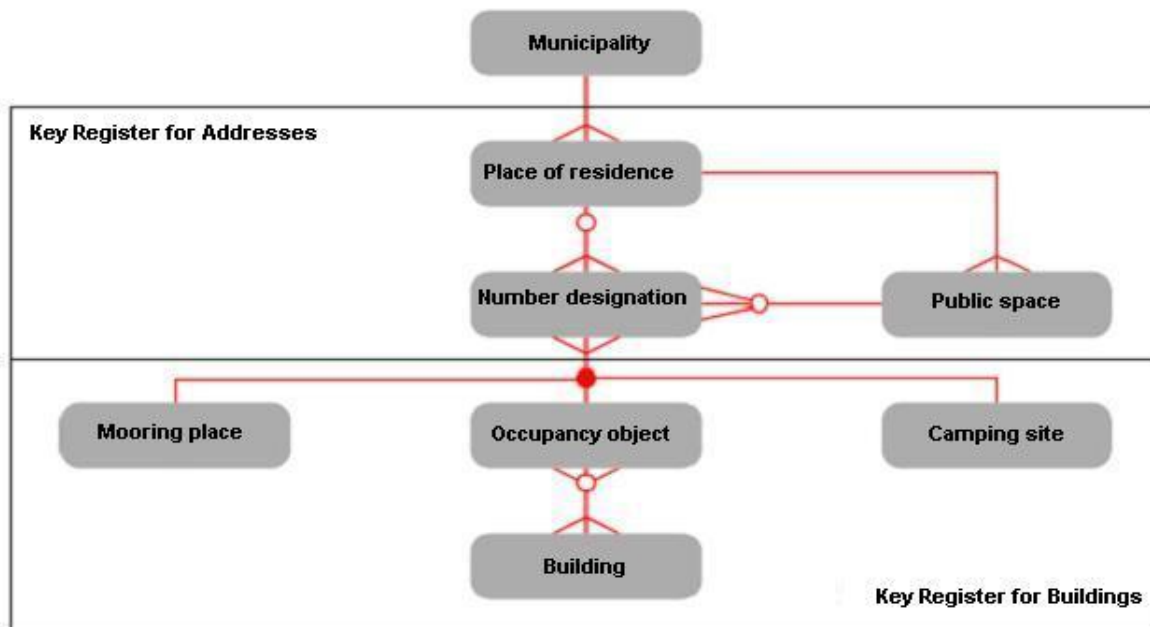 Municipality
Key Register for Addresses
Place of residence
Number designation
Public space
Mooring place
Occupancy object
Camping site
Building
Key Register for Buildings